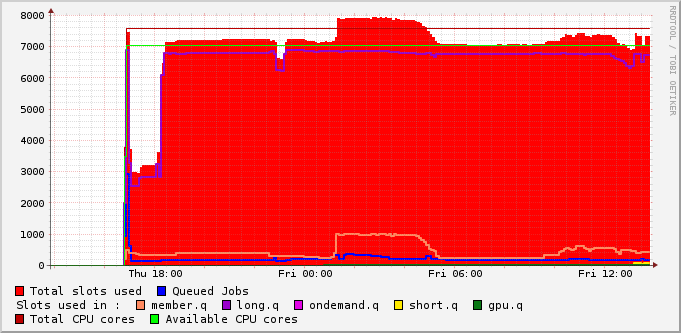 8000
7000
6000
5000
4000
3000
2000
1000
0
Thu 18:00 Fri 00:00 Fri 06:00 Fri 12:00
RRDTOOL / TOBI OETIKER
Total slots used Queued Jobs
Slots used in : member.q long.q ondemand.q short.q gpu.q
Total CPU cores Available CPU cores